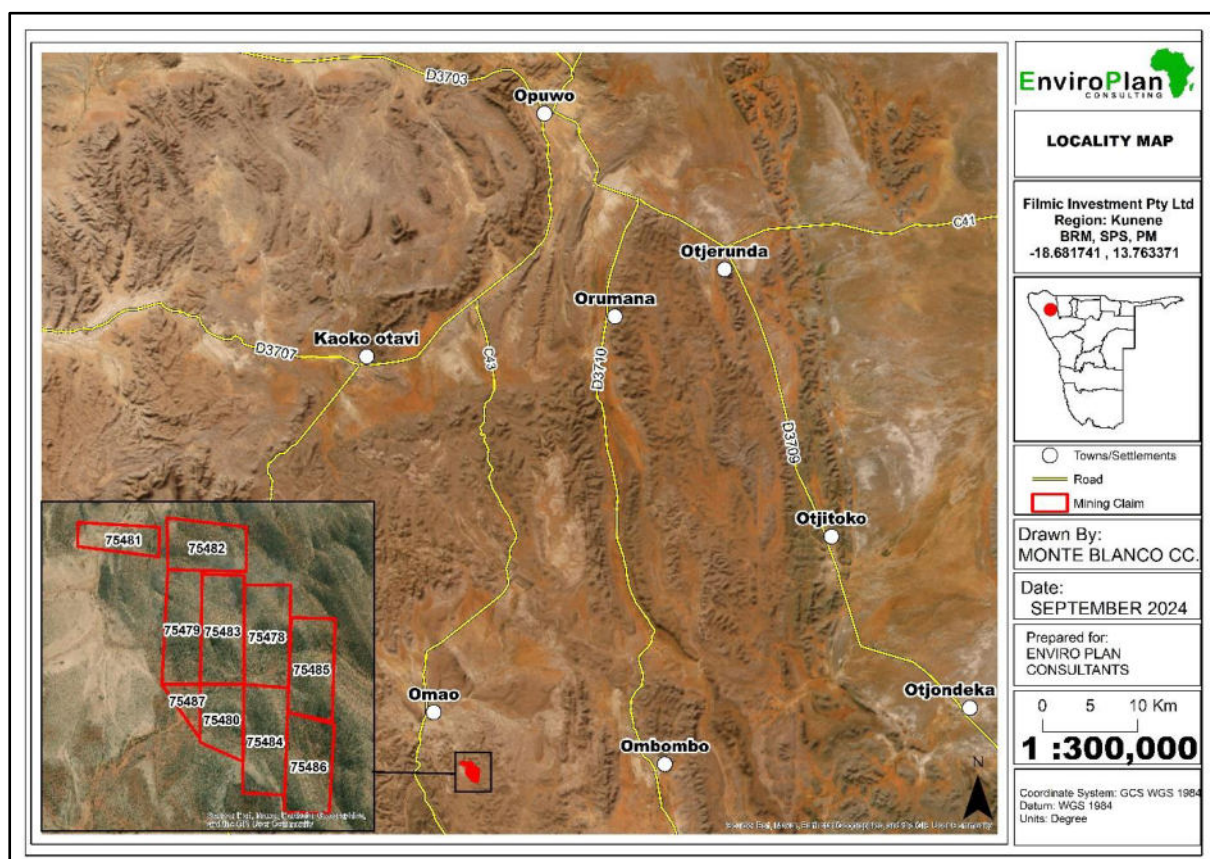 D3703
Opuwo
C41
Otjerunda
Orumana
Kaoko otavi
D3707
C43
D3710
D3709
Otjitoko
Omao
Ombombo
Otjondeka
75481
75482
75479
75483
75478
75485
75487
75480
75484
75486
EnviroPlan
CONSULTING
LOCALITY MAP
Filmic Investment Pty Ltd
Region: Kunene
BRM, SPS, PM
-18.681741 , 13.763371
Towns/Settlements
Road
Mining Claim
Drawn By:
MONTE BLANCO CC.
Date:
SEPTEMBER 2024
Prepared for:
ENVIRO PLAN
CONSULTANTS
0 5 10 Km
1 :300,000
N
Coordinate System: GCS WGS 1984
Datum: WGS 1984
Units: Degree